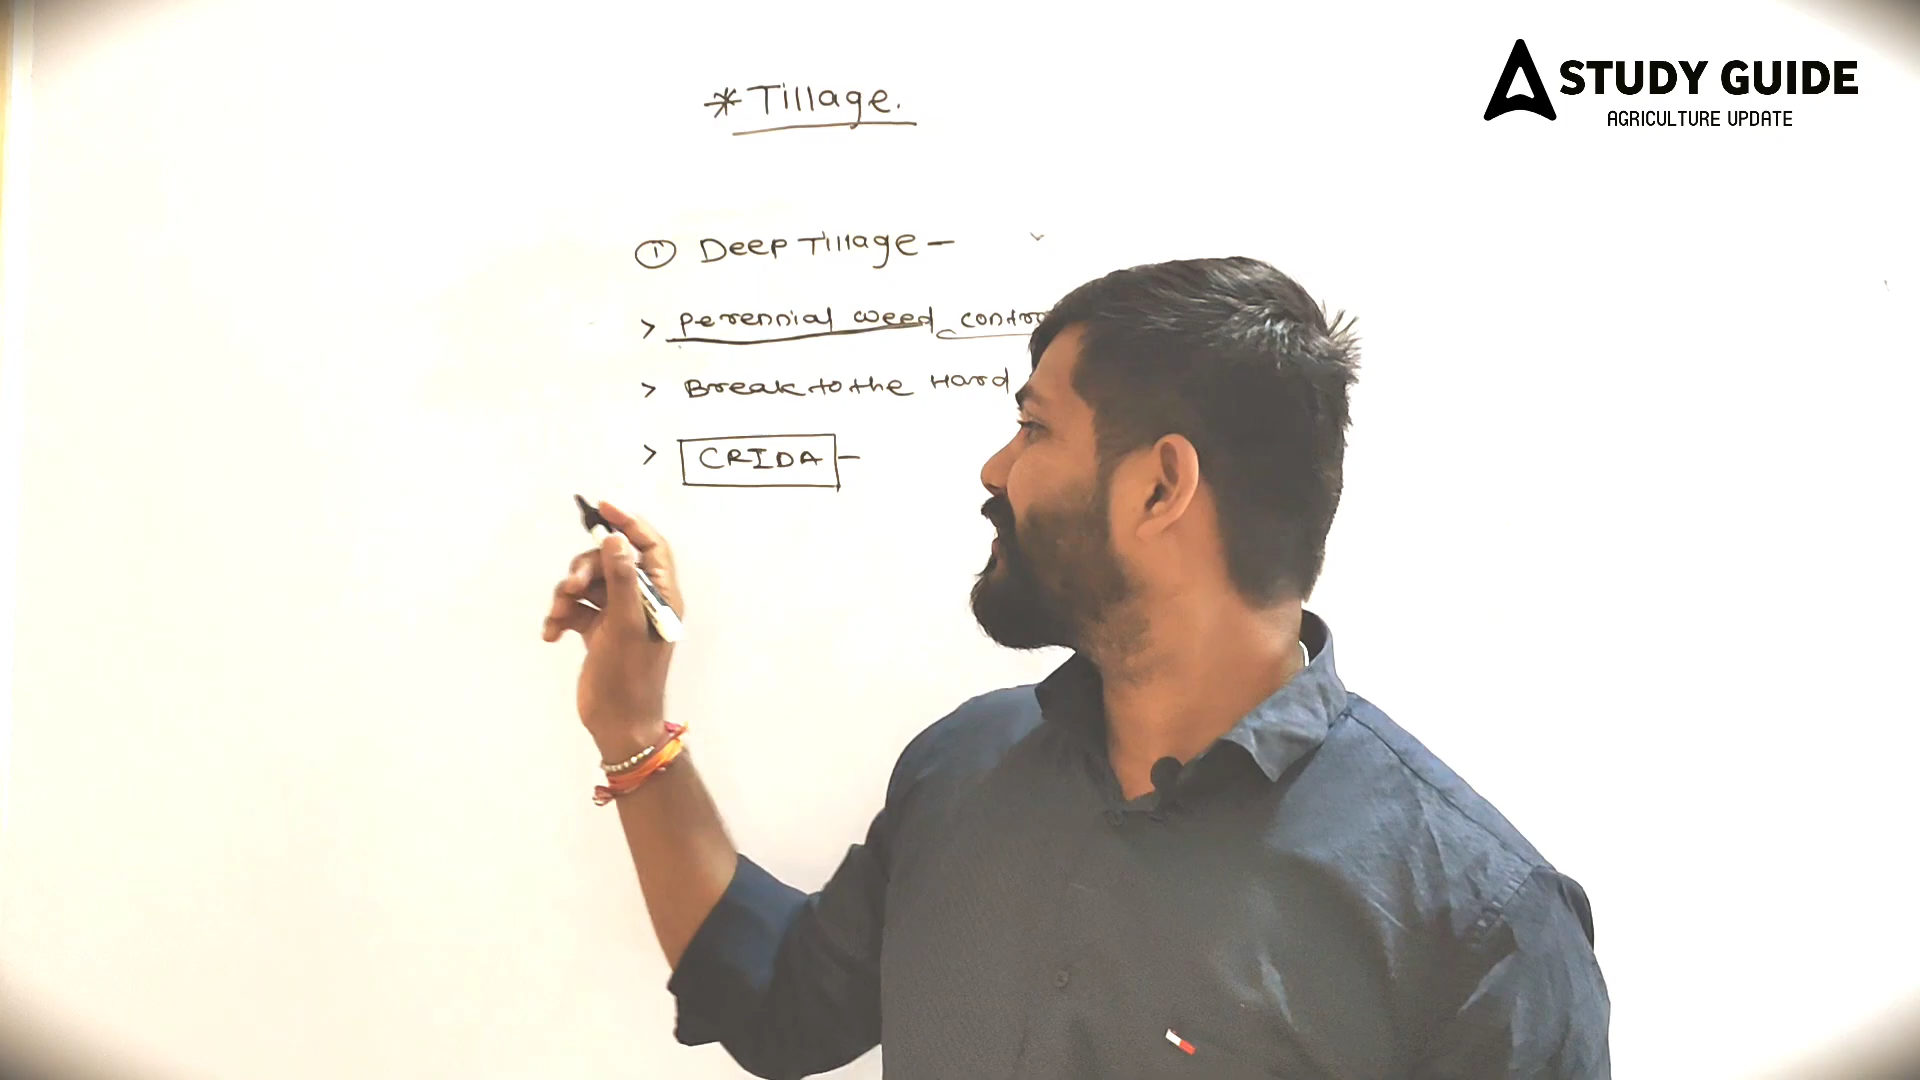 STUDY GUIDE
AGRICULTURE UPDATE
* Tillage.
① Deep Tillage -
> perennial weed
> Break to the Hard
> CRIDA -